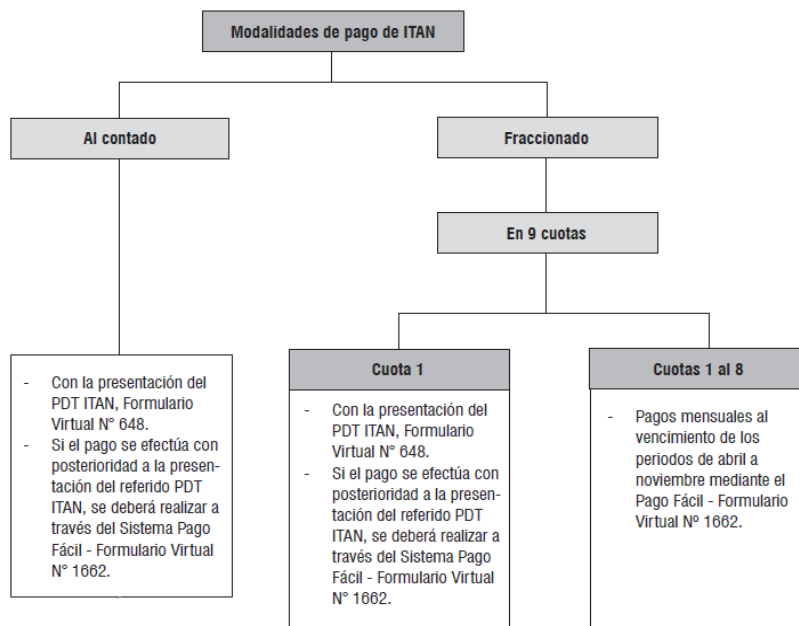 Modalidades de pago de ITAN
Al contado
Fraccionado
En 9 cuotas
- Con la presentación del
PDT ITAN, Formulario
Virtual N° 648.
- Si el pago se efectúa con
posterioridad a la presen-
tación del referido PDT
ITAN, se deberá realizar a
través del Sistema Pago
Fácil - Formulario Virtual
N° 1662.
Cuota 1
- Con la presentación del
PDT ITAN, Formulario
Virtual N° 648.
- Si el pago se efectúa con
posterioridad a la presen-
tación del referido PDT
ITAN, se deberá realizar a
través del Sistema Pago
Fácil - Formulario Virtual
N° 1662.
Cuotas 1 al 8
- Pagos mensuales al
vencimiento de los
periodos de abril a
noviembre mediante el
Pago Fácil - Formulario
Virtual Nº 1662.